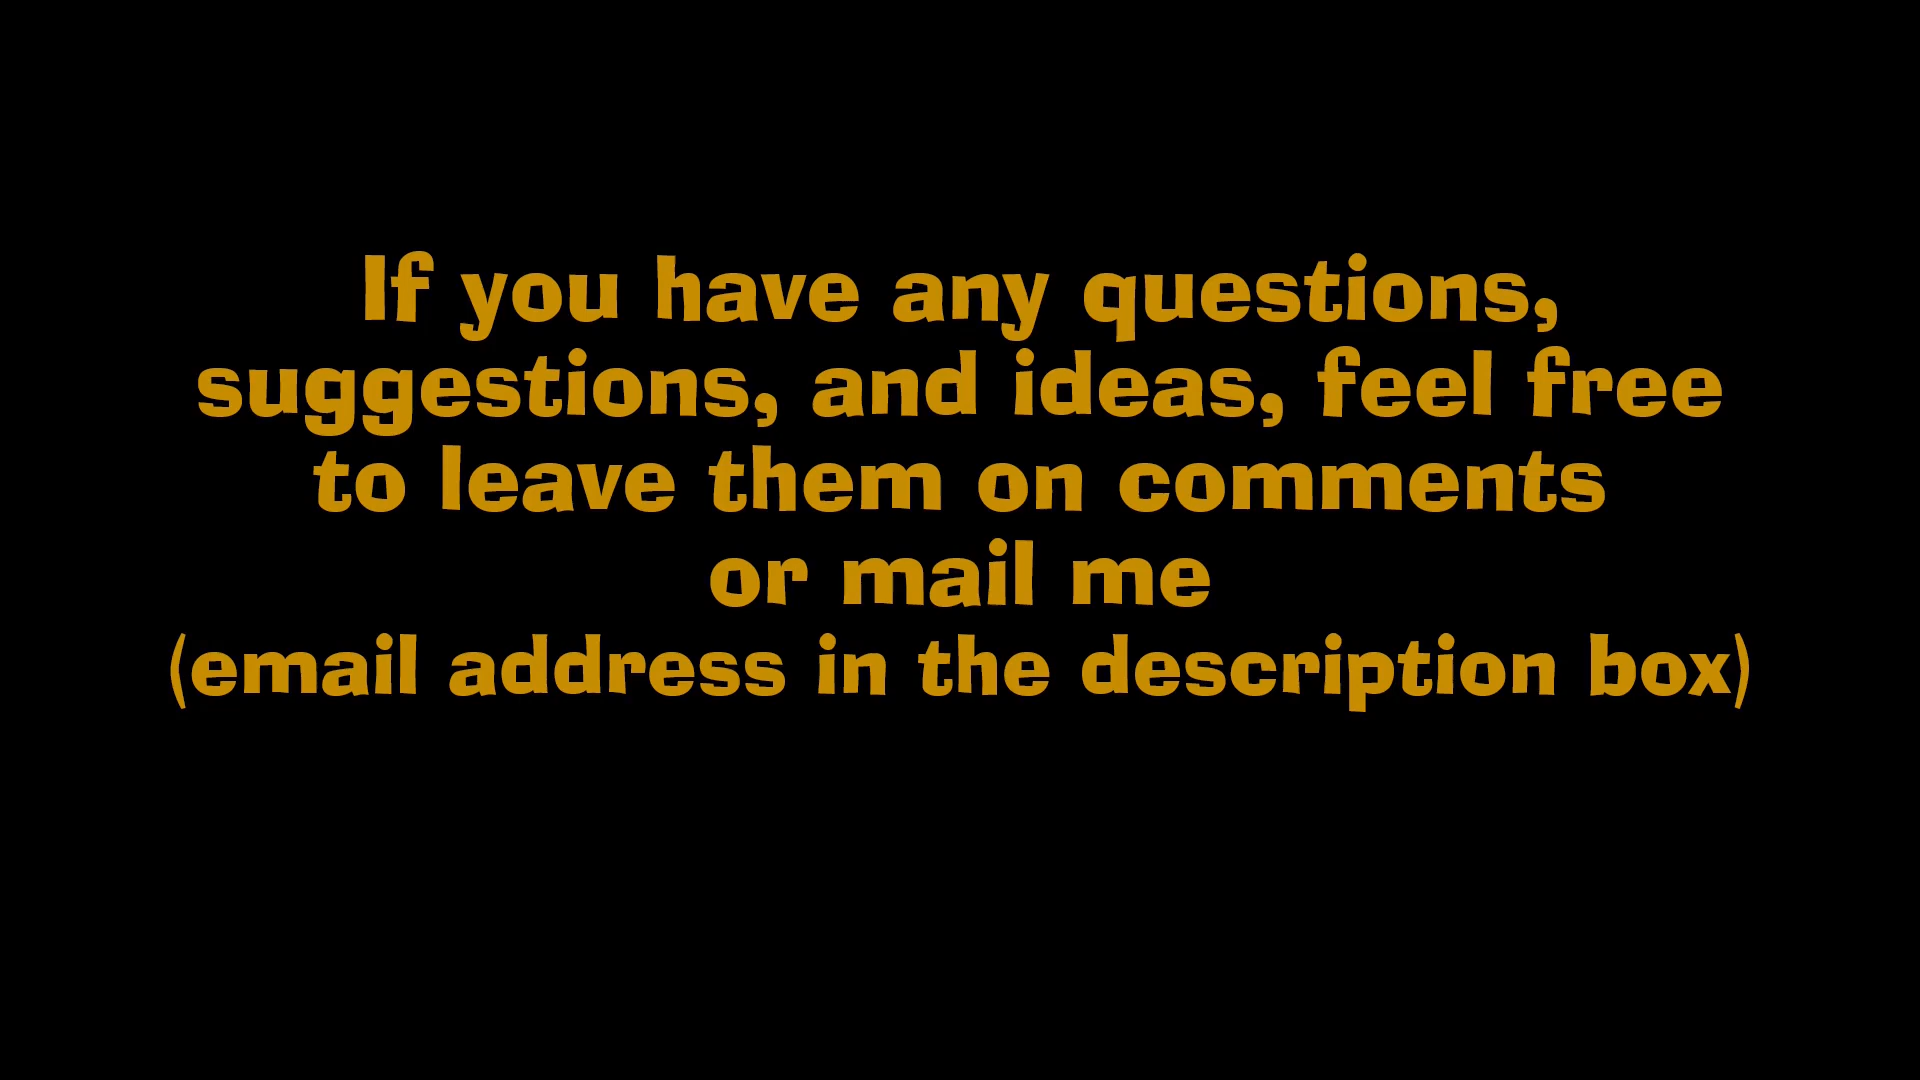 If you have any questions,
suggestions, and ideas, feel free
to leave them on comments
or mail me
(email address in the description box)